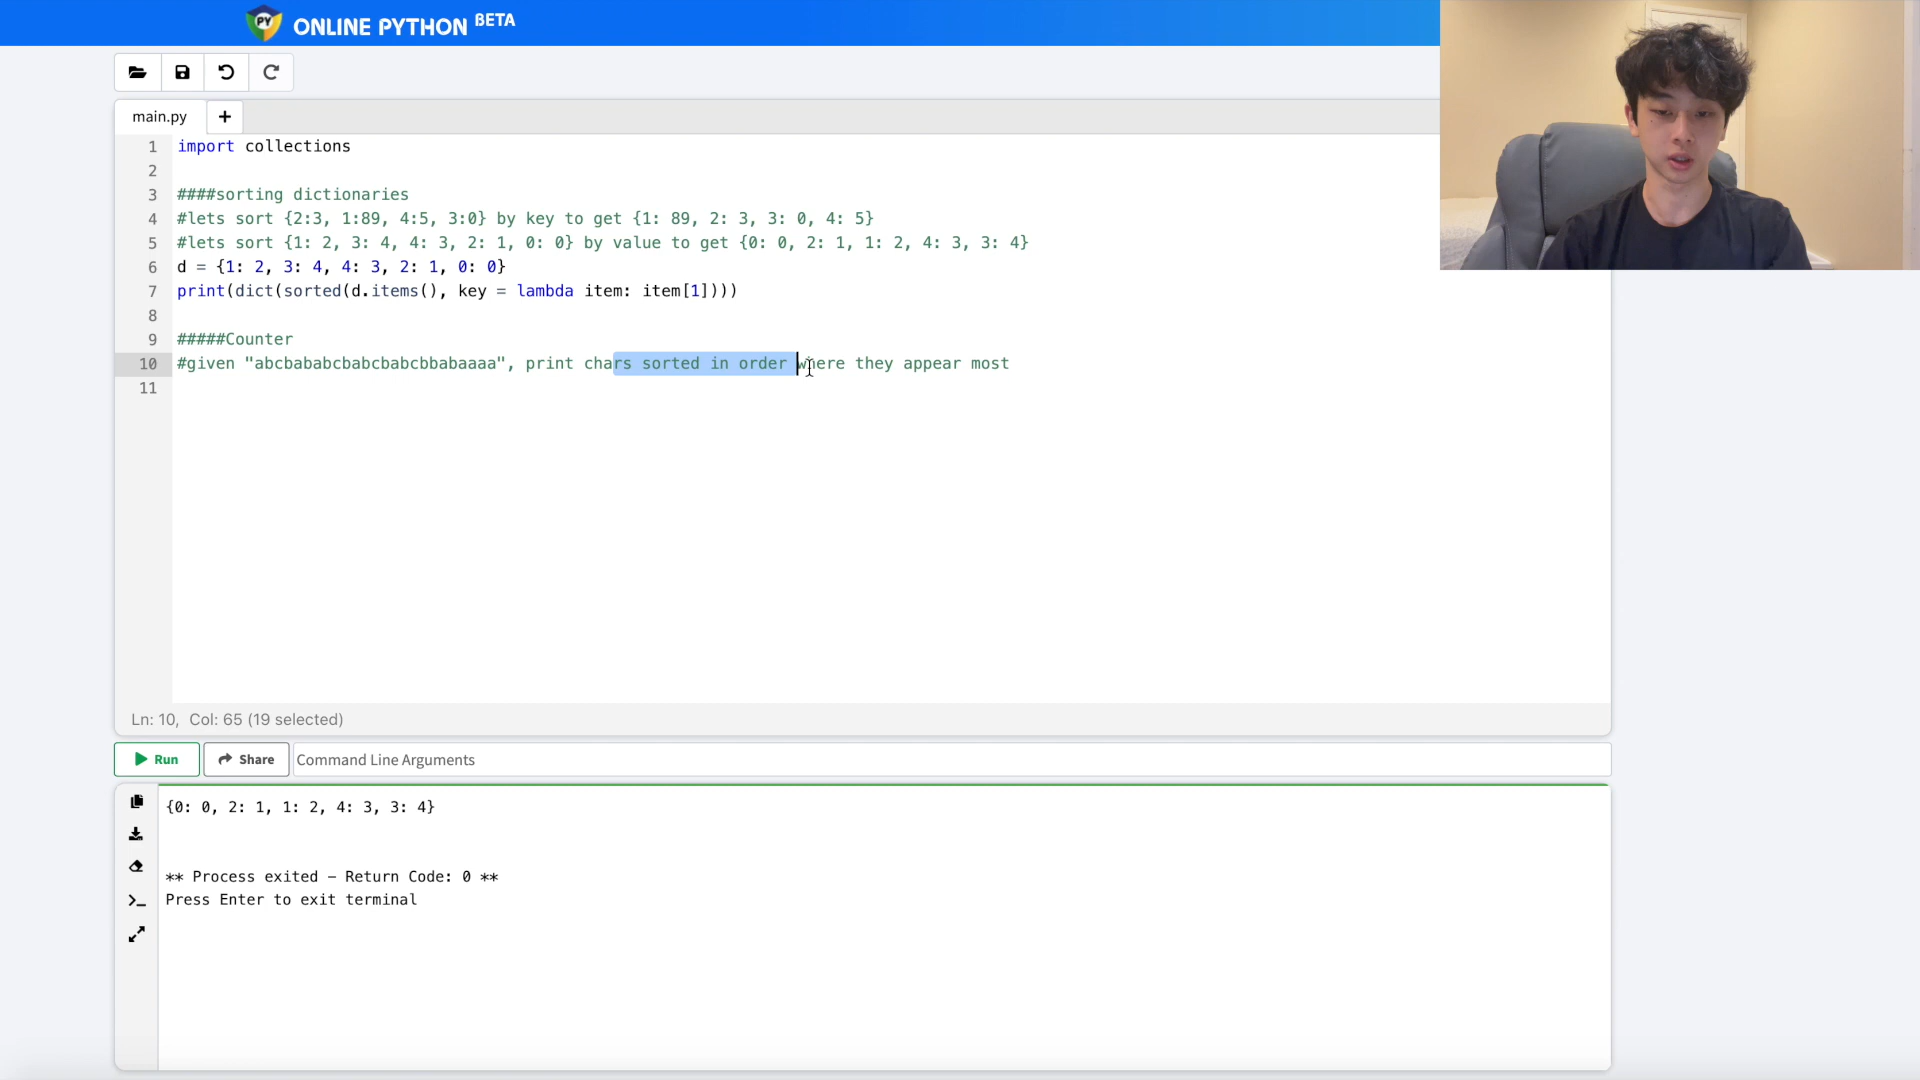 PY ONLINE PYTHON BETA
main.py +
1 import collections
2
3 ####sorting dictionaries
4 #lets sort {2:3, 1:89, 4:5, 3:0} by key to get {1: 89, 2: 3, 3: 0, 4: 5}
5 #lets sort {1: 2, 3: 4, 4: 3, 2: 1, 0: 0} by value to get {0: 0, 2: 1, 1: 2, 4: 3, 3: 4}
6 d = {1: 2, 3: 4, 4: 3, 2: 1, 0: 0}
7 print(dict(sorted(d.items(), key = lambda item: item[1])))
8
9 #####Counter
10 #given "abcbababcbabcbabcbbabaaaa", print chars sorted in order where they appear most
11
Ln: 10, Col: 65 (19 selected)
Run Share Command Line Arguments
{0: 0, 2: 1, 1: 2, 4: 3, 3: 4}
** Process exited - Return Code: 0 **
Press Enter to exit terminal